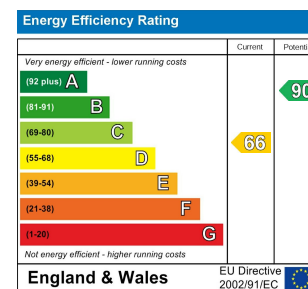 Energy Efficiency Rating
Current Potenti
Very energy efficient - lower running costs
(92 plus) A
90
(81-91) B
(69-80) C
66
(55-68) D
(39-54) E
(21-38) F
(1-20) G
Not energy efficient - higher running costs
England & Wales
EU Directive
2002/91/EC